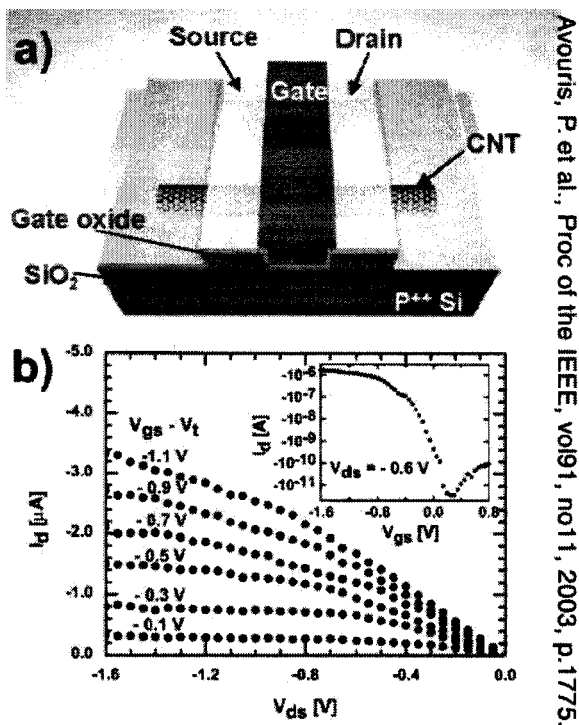 a)
Source
Drain
Gate
CNT
Gate oxide
SiO2
P++ Si
Avouris, P. et al., Proc of the IEEE, vol91, no11, 2003, p.1775.
b)
-5.0
-4.0
-3.0
-2.0
-1.0
0.0
Id [μA]
Vgs - Vt
-1.1 V
- 0.9 V
- 0.7 V
- 0.5 V
- 0.3 V
- 0.1 V
-1.6
-1.2
-0.8
-0.4
0.0
Vds [V]
-10-6
-10-7
-10-8
-10-9
-10-10
-10-11
Id [A]
Vds = - 0.6 V
-1.6
-0.8
0.0
0.8
Vgs [V]